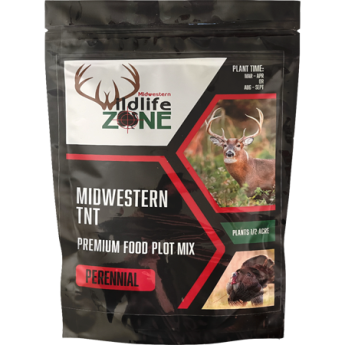 PLANT TIME:
MAR - APR
OR
AUG - SEPT
Midwestern
Wildlife
ZONE
MIDWESTERN
TNT
PREMIUM FOOD PLOT MIX
PLANTS 1/2 ACRE
PERENNIAL